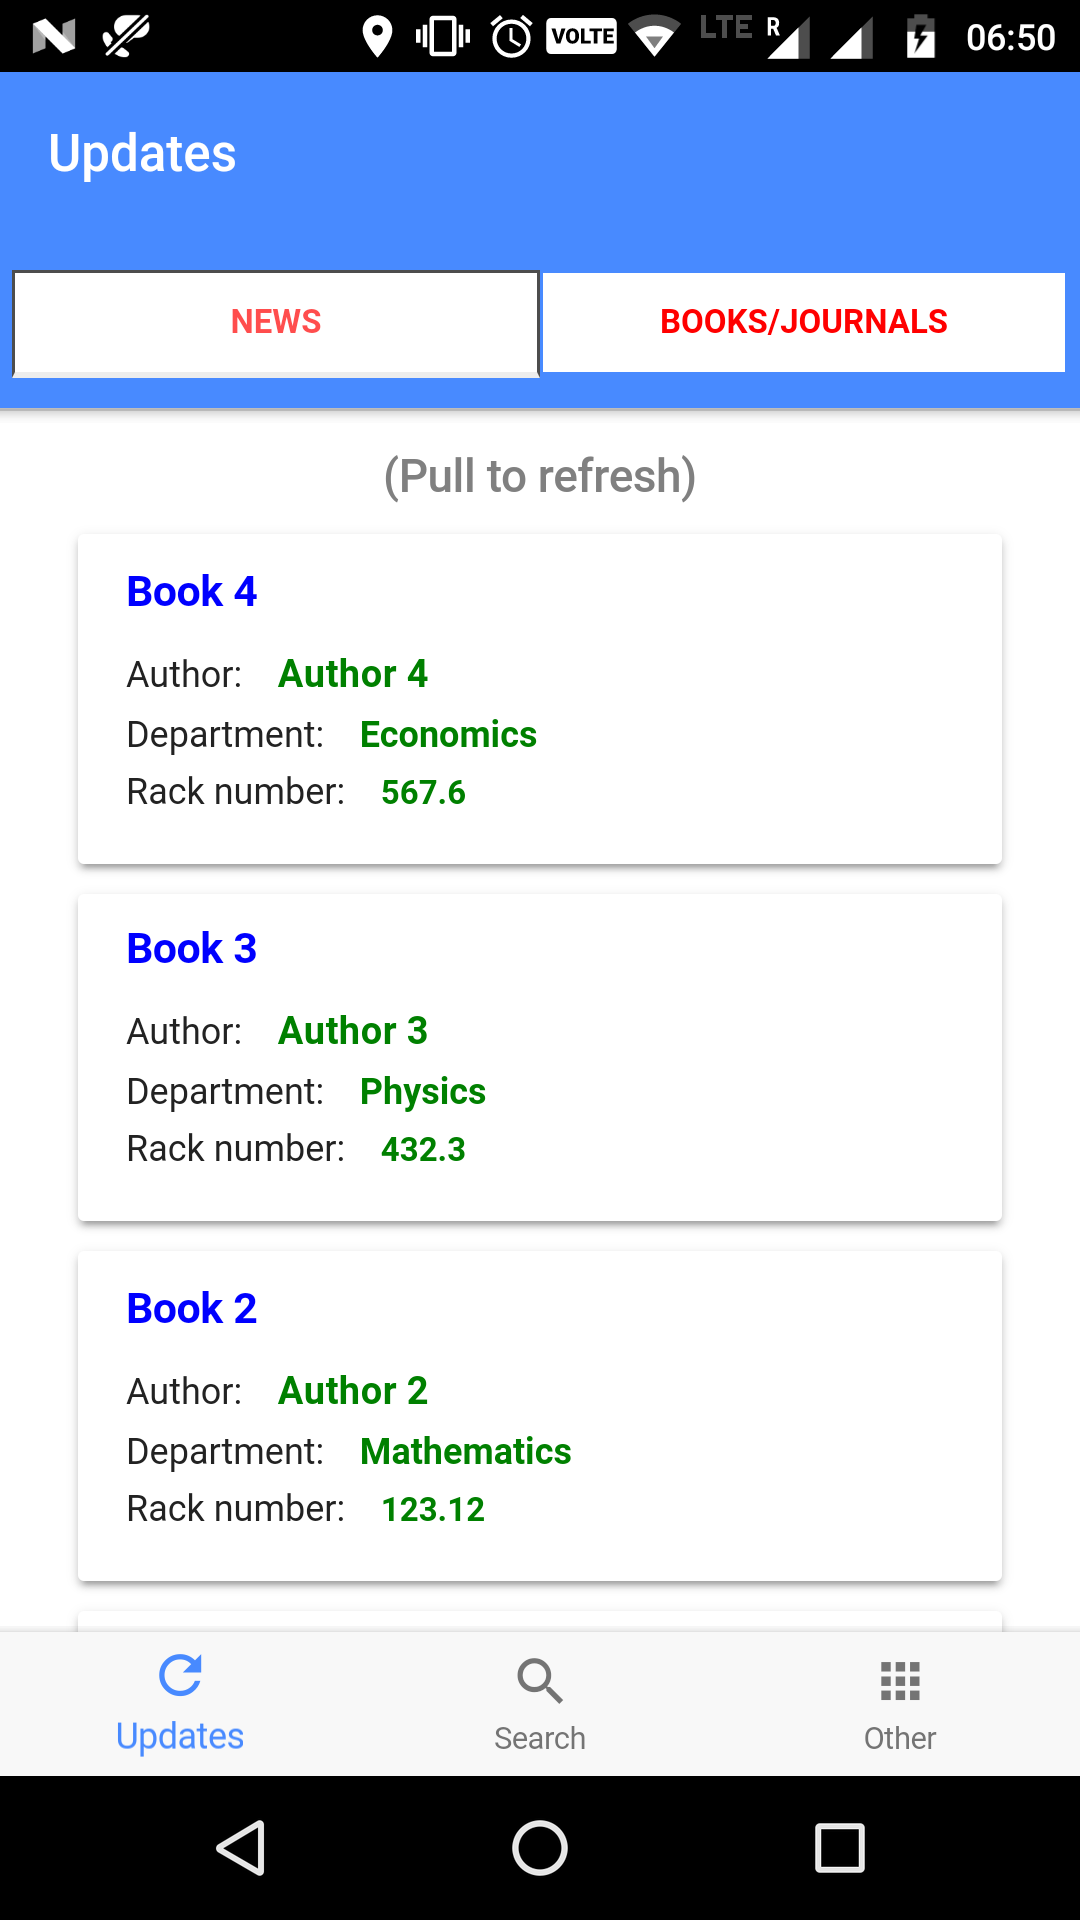 VOLTE LTE R 06:50
Updates
NEWS BOOKS/JOURNALS
(Pull to refresh)
Book 4
Author: Author 4
Department: Economics
Rack number: 567.6
Book 3
Author: Author 3
Department: Physics
Rack number: 432.3
Book 2
Author: Author 2
Department: Mathematics
Rack number: 123.12
Updates Search Other